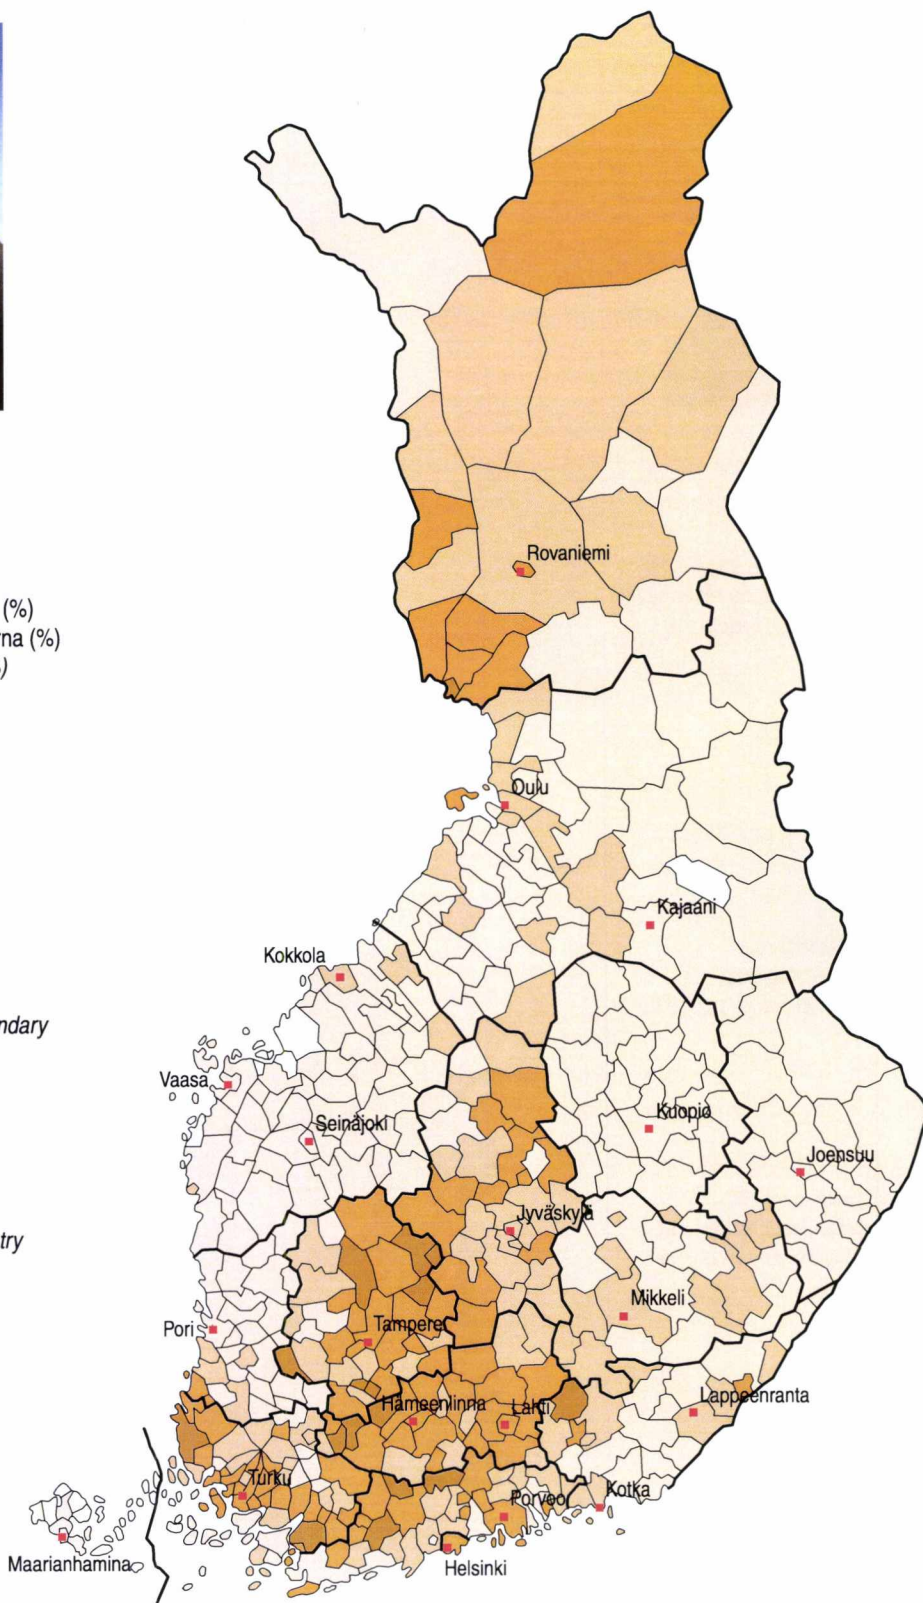 (%)
rna (%)
Rovaniemi
Oulu
Kajaani
Kokkola
ndary
Vaasa
Kuopio
Seinäjoki
Joensuu
Jyväskylä
try
Mikkeli
Pori
Tampere
Lappeenranta
Hämeenlinna
Lahti
Turku
Kotka
Porvoo
Maarianhamina
Helsinki